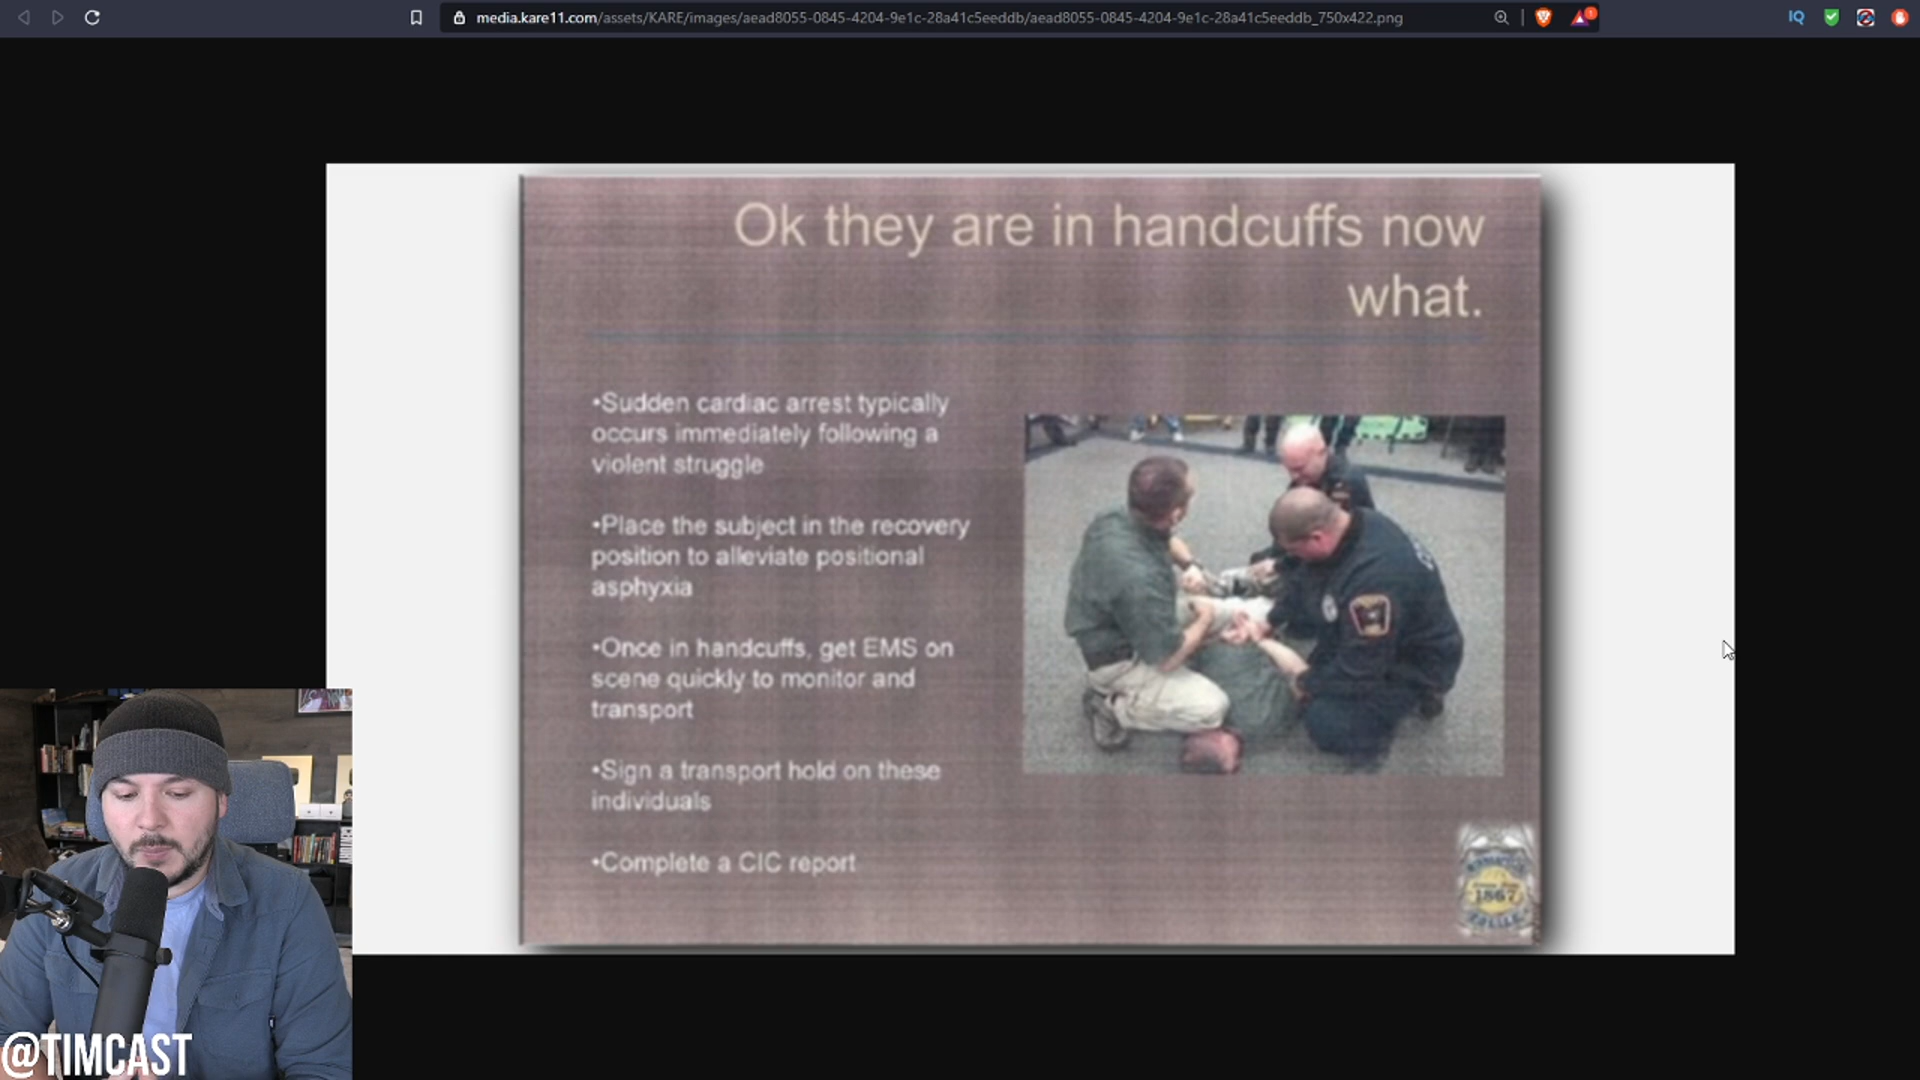 media.kare11.com/assets/KARE/images/aead8055-0845-4204-9e1c-28a41c5eeddb/aead8055-0845-4204-9e1c-28a41c5eeddb_750x422.png
IQ
Ok they are in handcuffs now
what.
•Sudden cardiac arrest typically
occurs immediately following a
violent struggle
•Place the subject in the recovery
position to alleviate positional
asphyxia
•Once in handcuffs, get EMS on
scene quickly to monitor and
transport
•Sign a transport hold on these
individuals
•Complete a CIC report
1867
@TIMCAST